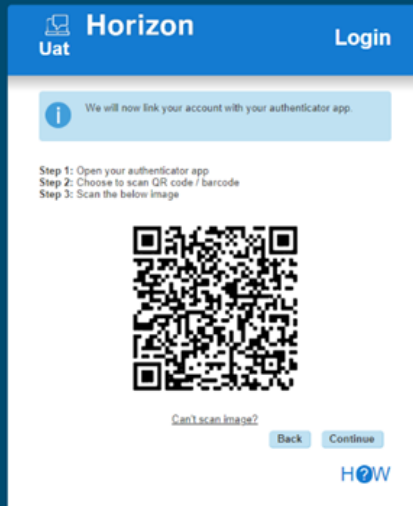 Horizon
Uat
Login
We will now link your account with your authenticator app.
Step 1: Open your authenticator app
Step 2: Choose to scan QR code / barcode
Step 3: Scan the below image
Can't scan image?
Back Continue
H?W